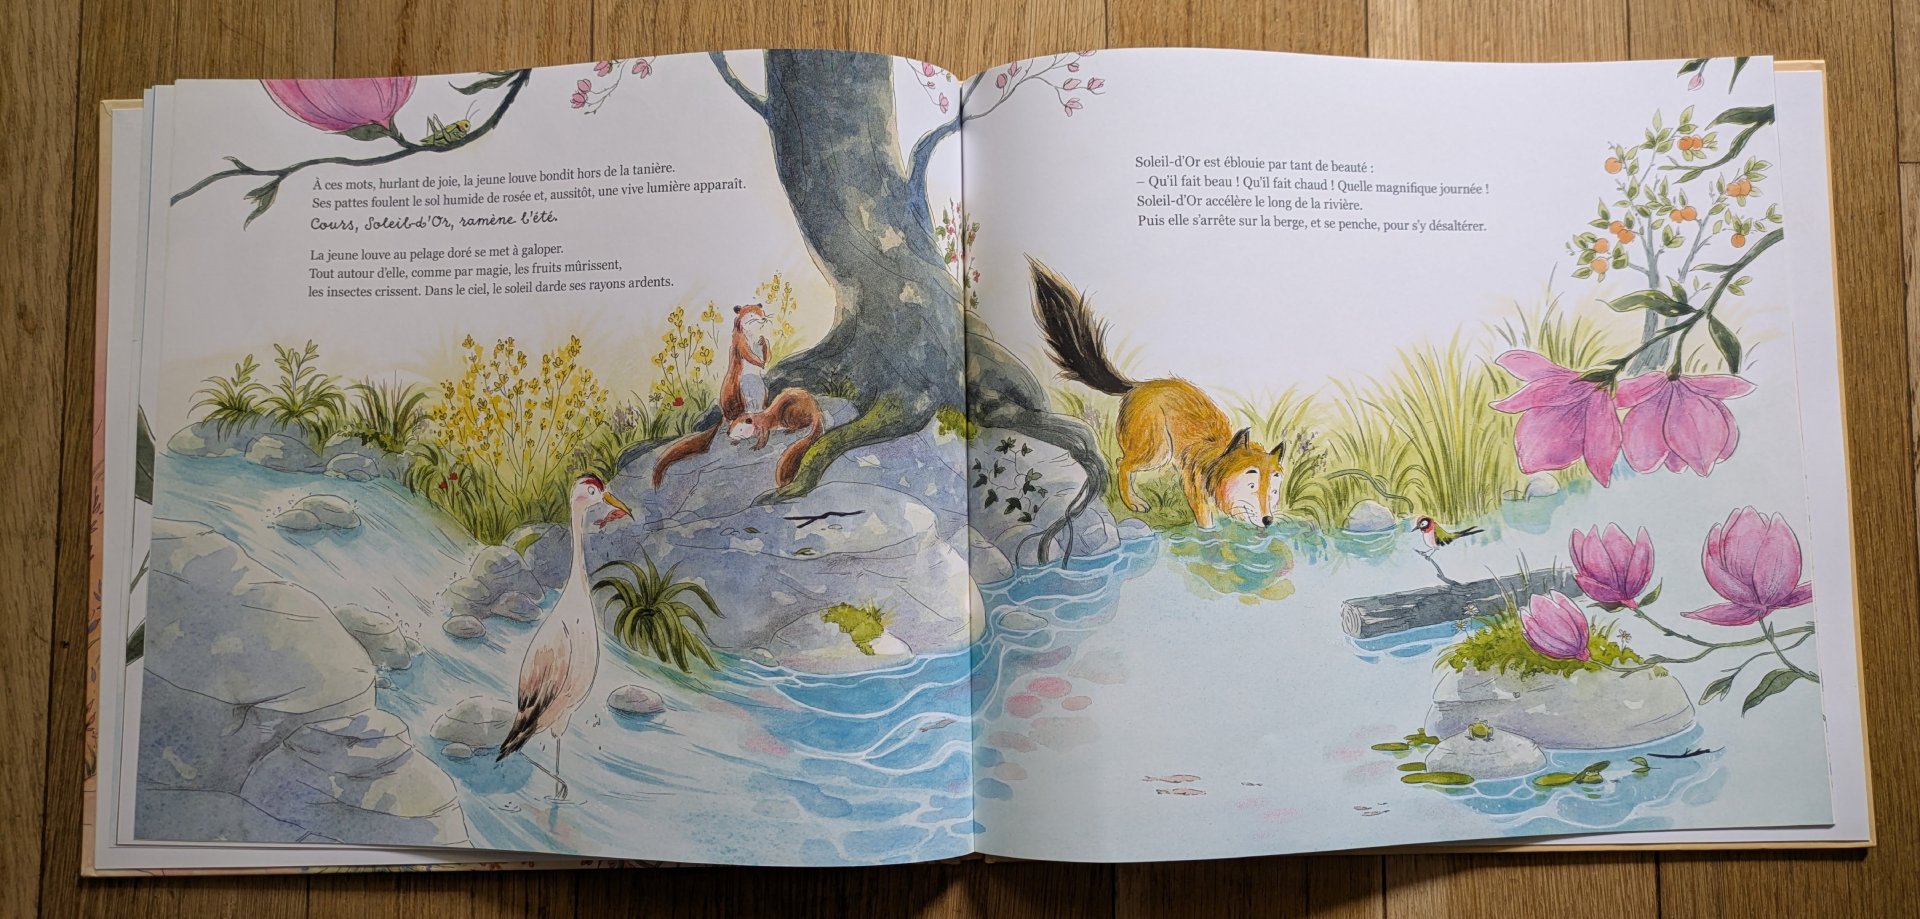 À ces mots, hurlant de joie, la jeune louve bondit hors de la tanière.
Ses pattes foulent le sol humide de rosée et, aussitôt, une vive lumière apparaît.
Cours, Soleil-d'Or, ramène l'été.
La jeune louve au pelage doré se met à galoper.
Tout autour d'elle, comme par magie, les fruits mûrissent,
les insectes crissent. Dans le ciel, le soleil darde ses rayons ardents.
Soleil-d'Or est éblouie par tant de beauté :
– Qu'il fait beau ! Qu'il fait chaud ! Quelle magnifique journée !
Soleil-d'Or accélère le long de la rivière.
Puis elle s'arrête sur la berge, et se penche, pour s'y désaltérer.